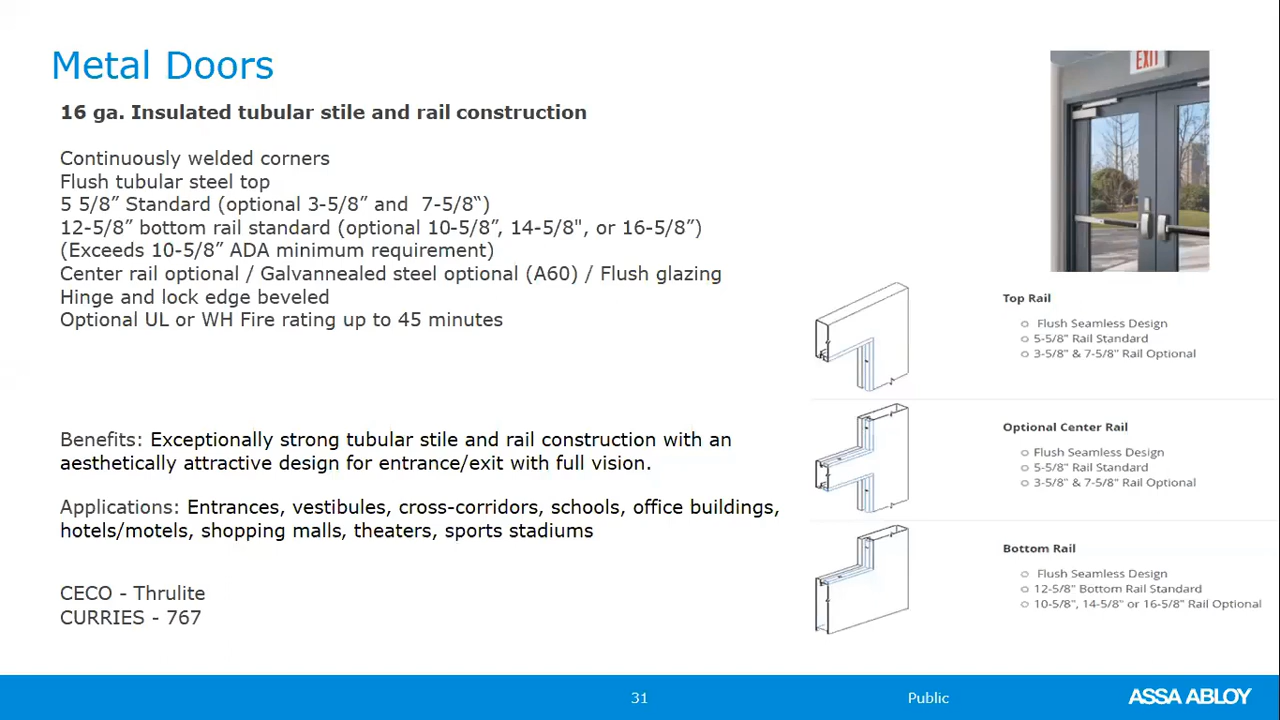 Metal Doors
16 ga. Insulated tubular stile and rail construction
Continuously welded corners
Flush tubular steel top
5 5/8” Standard (optional 3-5/8” and  7-5/8“)
12-5/8” bottom rail standard (optional 10-5/8”, 14-5/8", or 16-5/8”)
(Exceeds 10-5/8” ADA minimum requirement)
Center rail optional / Galvannealed steel optional (A60) / Flush glazing
Hinge and lock edge beveled
Optional UL or WH Fire rating up to 45 minutes
Benefits: Exceptionally strong tubular stile and rail construction with an
aesthetically attractive design for entrance/exit with full vision.
Applications: Entrances, vestibules, cross-corridors, schools, office buildings,
hotels/motels, shopping malls, theaters, sports stadiums
CECO - Thrulite
CURRIES - 767
EXIT
Top Rail
Flush Seamless Design
5-5/8" Rail Standard
3-5/8" & 7-5/8" Rail Optional
Optional Center Rail
Flush Seamless Design
5-5/8" Rail Standard
3-5/8" & 7-5/8" Rail Optional
Bottom Rail
Flush Seamless Design
12-5/8" Bottom Rail Standard
10-5/8", 14-5/8" or 16-5/8" Rail Optional
31
Public
ASSA ABLOY